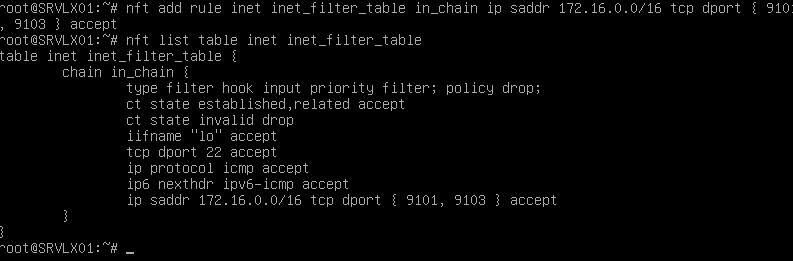 root@SRVLX01:~# nft add rule inet inet_filter_table in_chain ip saddr 172.16.0.0/16 tcp dport { 9101
, 9103 } accept
root@SRVLX01:~# nft list table inet inet_filter_table
table inet inet_filter_table {
        chain in_chain {
                type filter hook input priority filter; policy drop;
                ct state established,related accept
                ct state invalid drop
                iifname "lo" accept
                tcp dport 22 accept
                ip protocol icmp accept
                ip6 nexthdr ipv6-icmp accept
                ip saddr 172.16.0.0/16 tcp dport { 9101, 9103 } accept
        }
}
root@SRVLX01:~# _